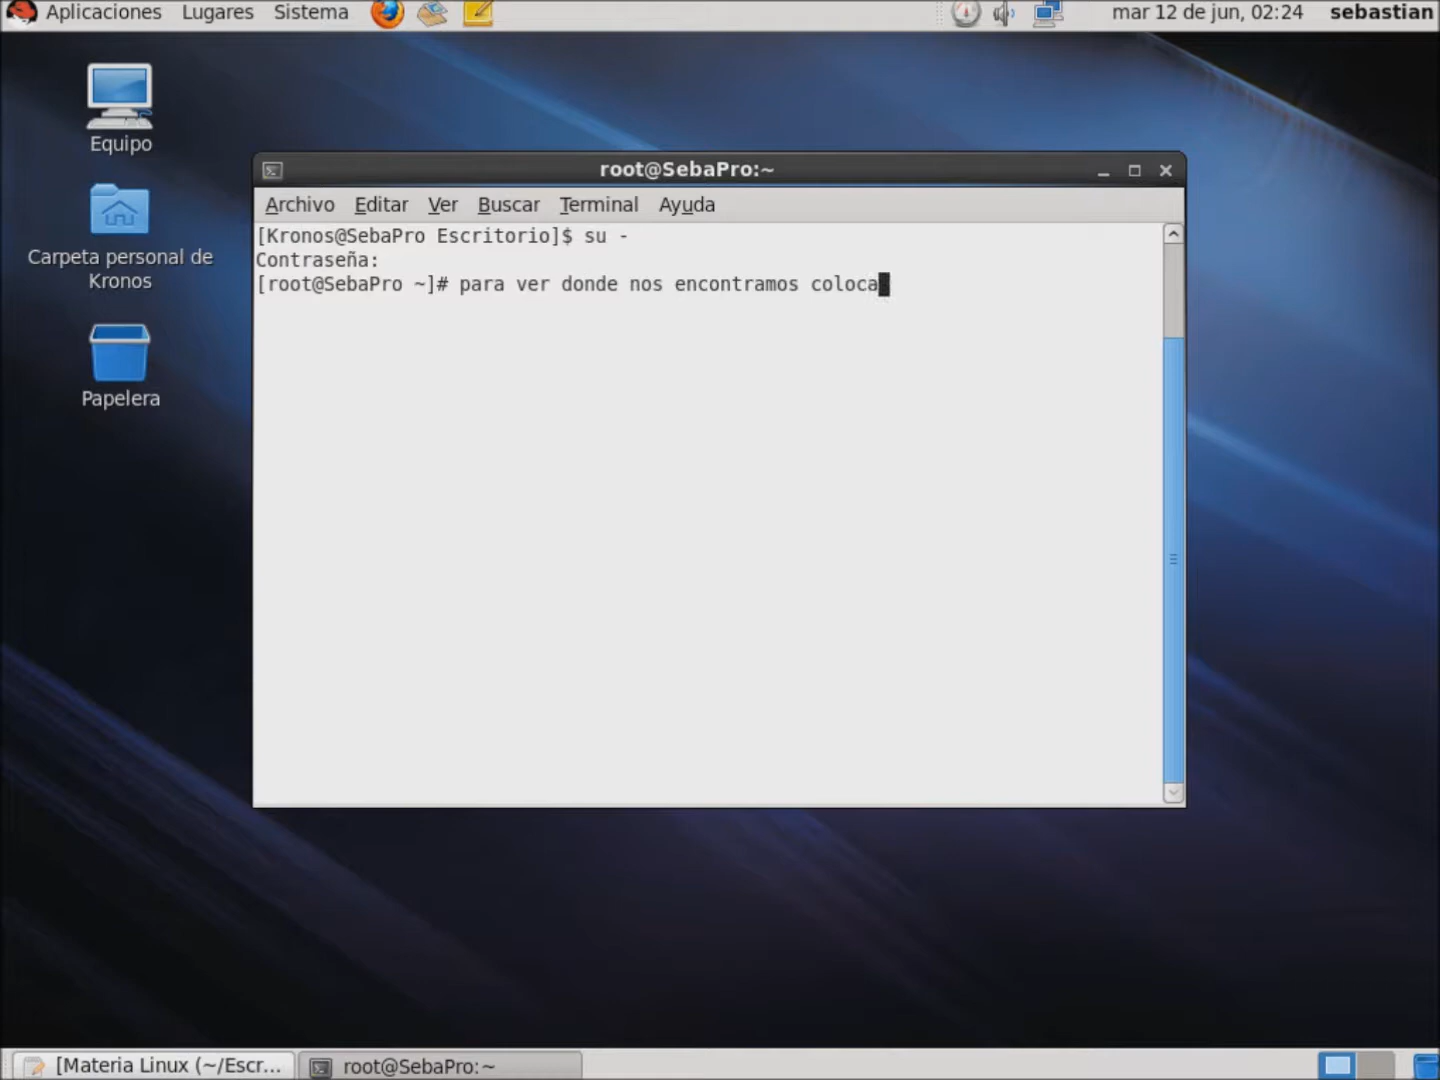 Aplicaciones Lugares Sistema mar 12 de jun, 02:24 sebastian
Equipo
Carpeta personal de
Kronos
Papelera
root@SebaPro:~
Archivo Editar Ver Buscar Terminal Ayuda
[Kronos@SebaPro Escritorio]$ su -
Contraseña:
[root@SebaPro ~]# para ver donde nos encontramos coloca
[Materia Linux (~/Escr... root@SebaPro:~